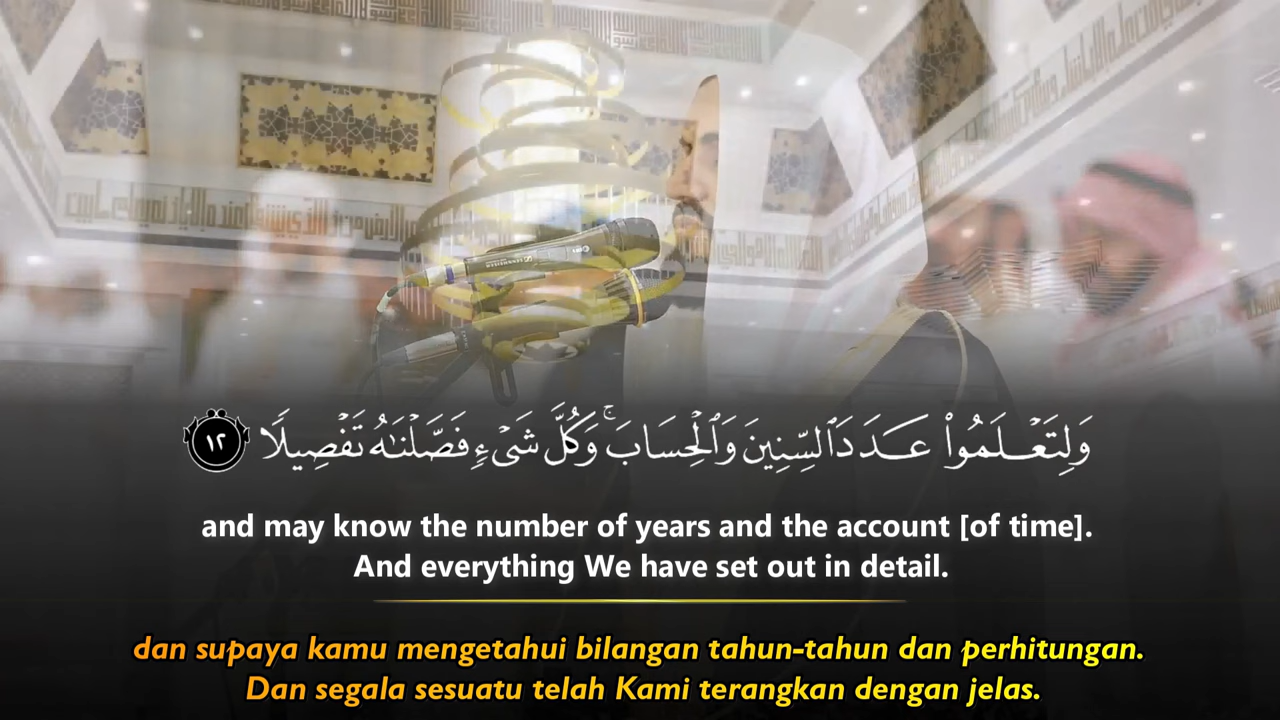 وَلِتَعْلَمُوا۟ عَدَدَ ٱلسِّنِينَ وَٱلْحِسَابَ ۚ وَكُلَّ شَىْءٍ فَصَّلْنَـٰهُ تَفْصِيلًا ١٢
and may know the number of years and the account [of time].
And everything We have set out in detail.
dan supaya kamu mengetahui bilangan tahun-tahun dan perhitungan.
Dan segala sesuatu telah Kami terangkan dengan jelas.